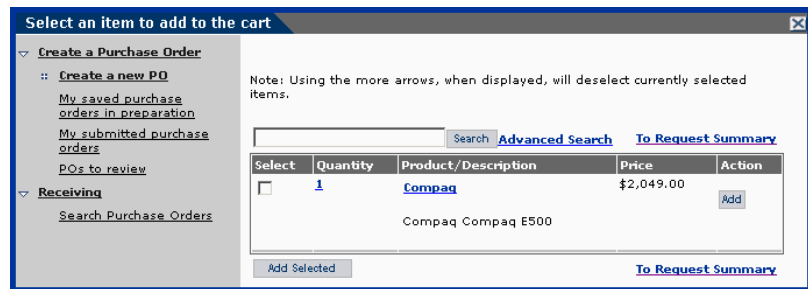 Select an item to add to the cart
Create a Purchase Order
Create a new PO
My saved purchase
orders in preparation
My submitted purchase
orders
POs to review
Receiving
Search Purchase Orders
Note: Using the more arrows, when displayed, will deselect currently selected
items.
Search Advanced Search To Request Summary
Select Quantity Product/Description Price Action
1 Compaq $2,049.00 Add
Compaq Compaq E500
Add Selected To Request Summary